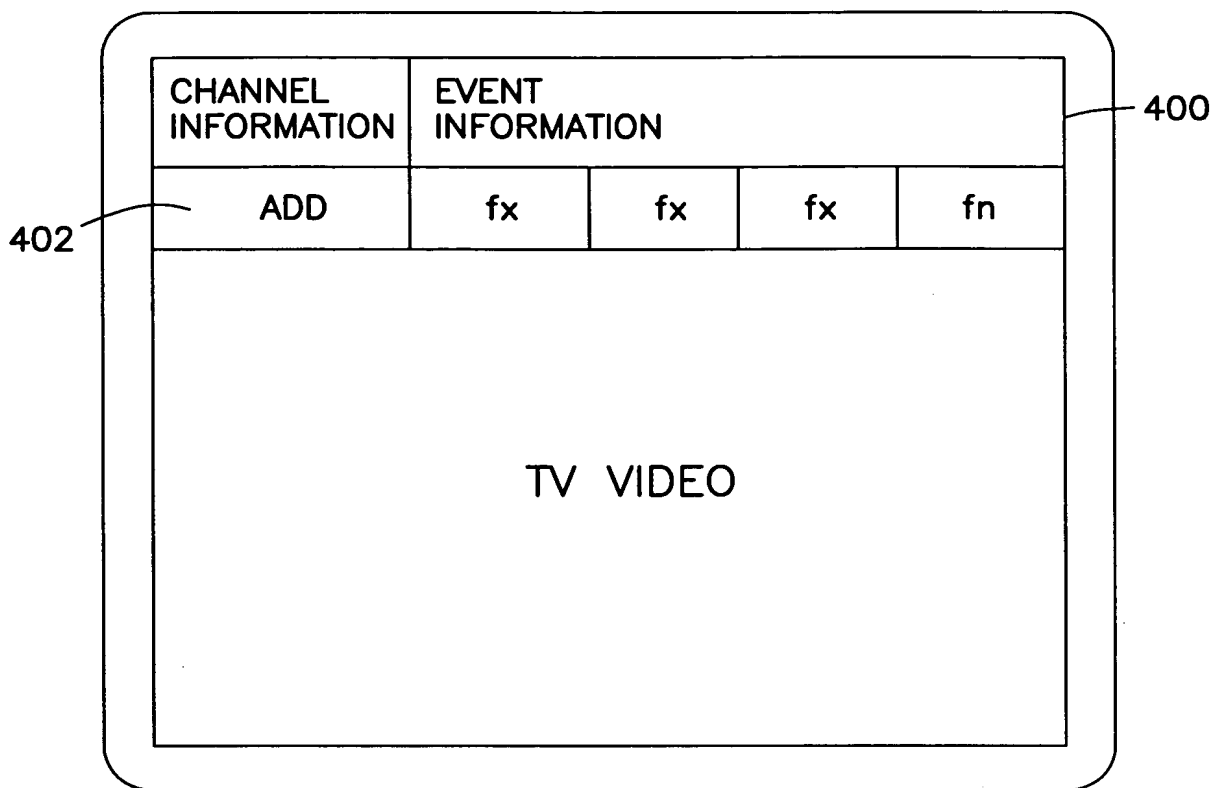 CHANNEL
INFORMATION
EVENT
INFORMATION
400
402
ADD
fx
fx
fx
fn
TV VIDEO